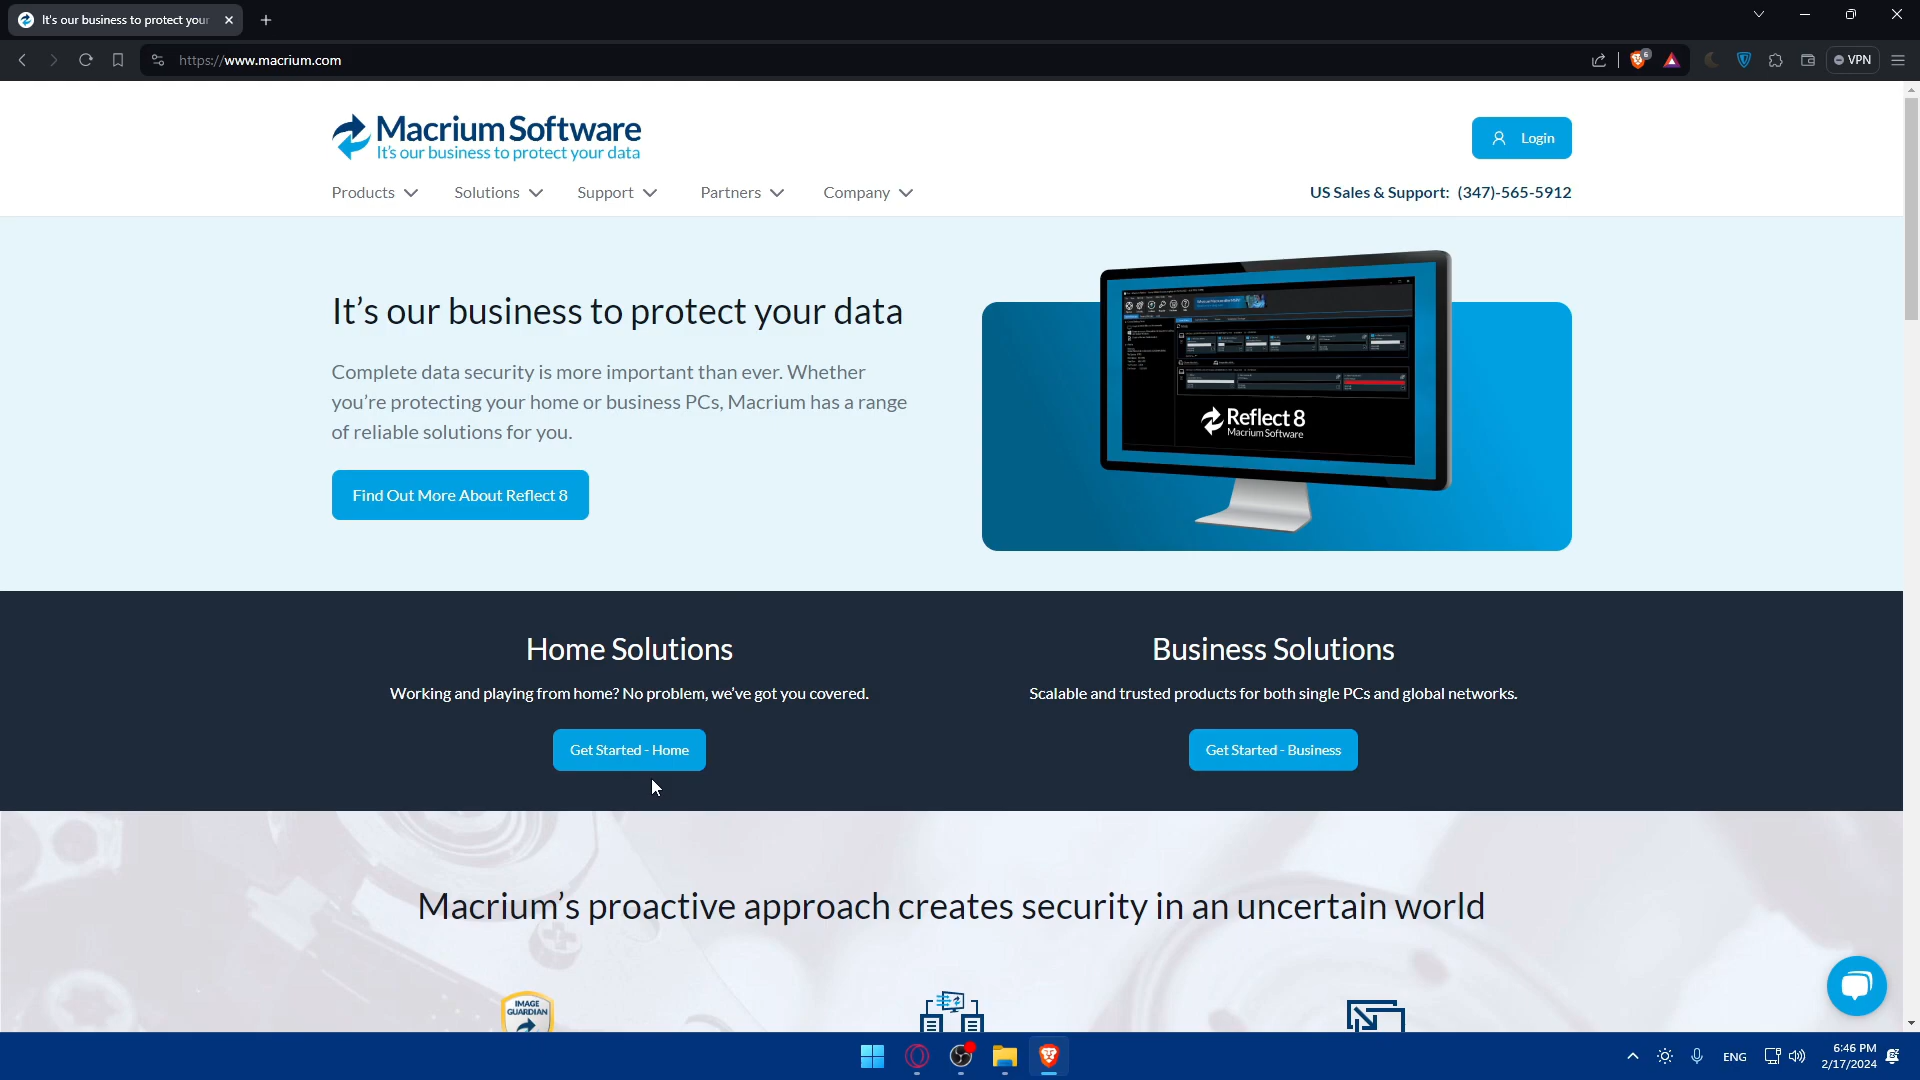 It's our business to protect your
https://www.macrium.com
6
VPN
Macrium Software
It's our business to protect your data
Login
Products
Solutions
Support
Partners
Company
US Sales & Support: (347)-565-5912
It's our business to protect your data
Complete data security is more important than ever. Whether
you're protecting your home or business PCs, Macrium has a range
of reliable solutions for you.
Find Out More About Reflect 8
Reflect 8
Macrium Software
Home Solutions
Working and playing from home? No problem, we've got you covered.
Get Started - Home
Business Solutions
Scalable and trusted products for both single PCs and global networks.
Get Started - Business
Macrium's proactive approach creates security in an uncertain world
IMAGE
GUARDIAN
ENG
6:46 PM
2/17/2024